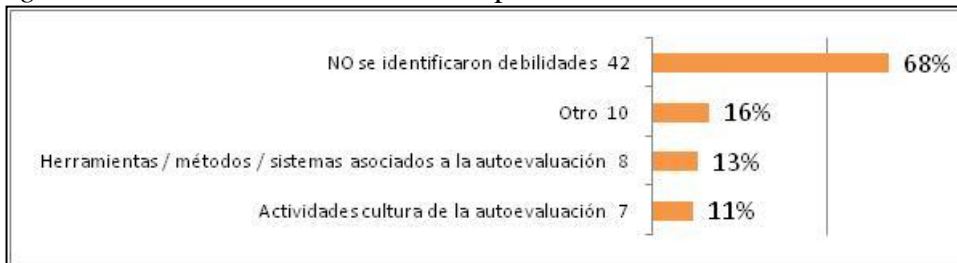 NO se identificaron debilidades 42 68%
Otro 10 16%
Herramientas / métodos / sistemas asociados a la autoevaluación 8 13%
Actividades cultura de la autoevaluación 7 11%